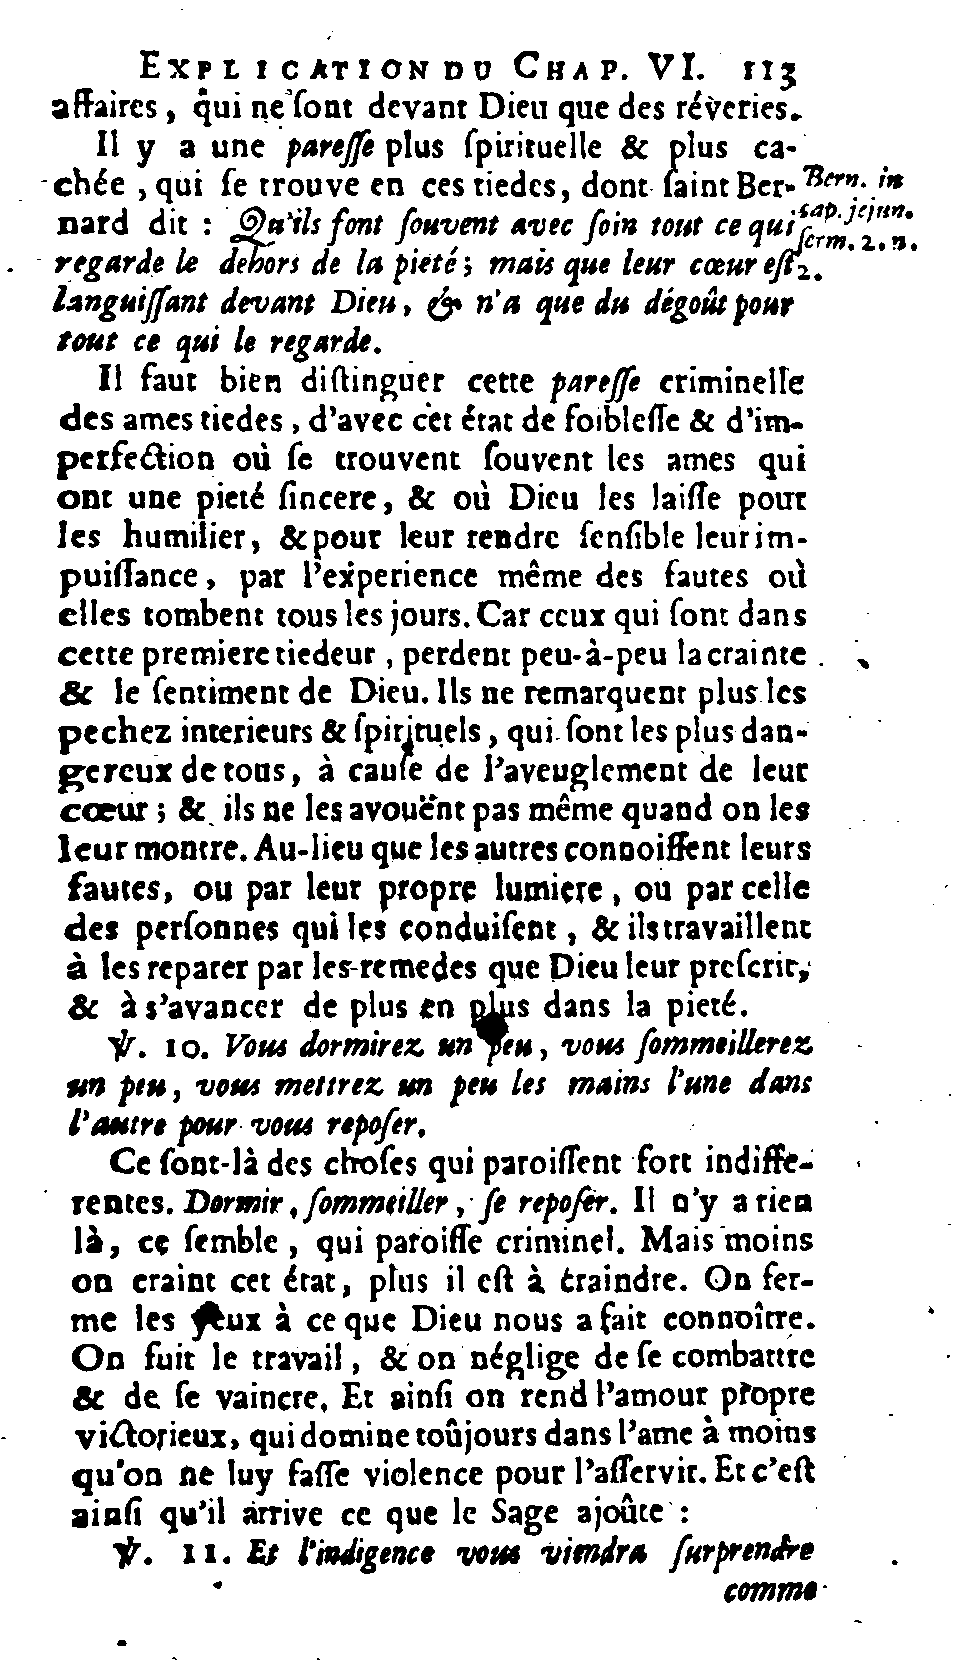 EXPLICATION DU CHAP. VI. 113
affaires, qui ne ſont devant Dieu que des rêveries.
Il y a une pareſſe plus ſpirituelle & plus ca-
chée, qui ſe trouve en ces tiedes, dont ſaint Ber-
nard dit : Qu'ils font ſouvent avec ſoin tout ce qui
regarde le dehors de la pieté; mais que leur cœur eſt
languiſſant devant Dieu, & n'a que du dégoût pour
tout ce qui le regarde.
Bern. in
cap. jejun.
ſerm. 2. n.
2.
Il faut bien diſtinguer cette pareſſe criminelle
des ames tiedes, d'avec cet état de foibleſſe & d'im-
perfection où ſe trouvent ſouvent les ames qui
ont une pieté ſincere, & où Dieu les laiſſe pour
les humilier, & pour leur rendre ſenſible leur im-
puiſſance, par l'experience même des fautes où
elles tombent tous les jours. Car ceux qui ſont dans
cette premiere tiedeur, perdent peu-à-peu la crainte
& le ſentiment de Dieu. Ils ne remarquent plus les
pechez interieurs & ſpirituels, qui ſont les plus dan-
gereux de tous, à cauſe de l'aveuglement de leur
cœur; & ils ne les avouënt pas même quand on les
leur montre. Au-lieu que les autres connoiſſent leurs
fautes, ou par leur propre lumiere, ou par celle
des perſonnes qui les conduiſent, & ils travaillent
à les reparer par les remedes que Dieu leur preſcrit,
& à s'avancer de plus en plus dans la pieté.
℣. 10. Vous dormirez un peu, vous ſommeillerez
un peu, vous mettrez un peu les mains l'une dans
l'autre pour vous repoſer.
Ce ſont-là des choſes qui paroiſſent fort indiffe-
rentes. Dormir, ſommeiller, ſe repoſer. Il n'y a rien
là, ce ſemble, qui paroiſſe criminel. Mais moins
on craint cet état, plus il eſt à craindre. On fer-
me les yeux à ce que Dieu nous a fait connoître.
On fuit le travail, & on néglige de ſe combattre
& de ſe vaincre. Et ainſi on rend l'amour propre
victorieux, qui domine toûjours dans l'ame à moins
qu'on ne luy faſſe violence pour l'aſſervir. Et c'eſt
ainſi qu'il arrive ce que le Sage ajoûte :
℣. 11. Et l'indigence vous viendra ſurprendre
comme